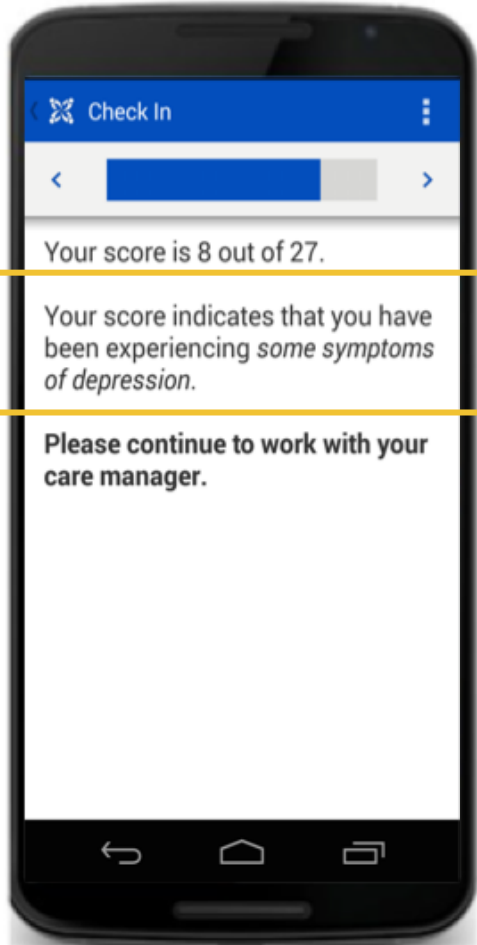 Check In
Your score is 8 out of 27.
Your score indicates that you have
been experiencing some symptoms
of depression.
Please continue to work with your
care manager.